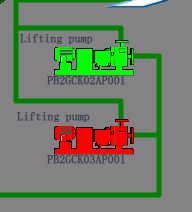 Lifting pump
PB2GCK02AP001
Lifting pump
PB2GCK03AP001